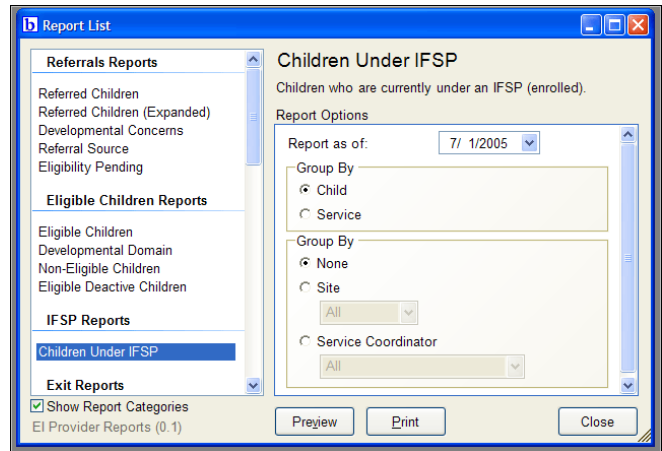 b Report List
Referrals Reports
Referred Children
Referred Children (Expanded)
Developmental Concerns
Referral Source
Eligibility Pending
Eligible Children Reports
Eligible Children
Developmental Domain
Non-Eligible Children
Eligible Deactive Children
IFSP Reports
Children Under IFSP
Exit Reports
Show Report Categories
EI Provider Reports (0.1)
Children Under IFSP
Children who are currently under an IFSP (enrolled).
Report Options
Report as of: 7/ 1/2005
Group By
Child
Service
Group By
None
Site
All
Service Coordinator
All
Preview Print Close